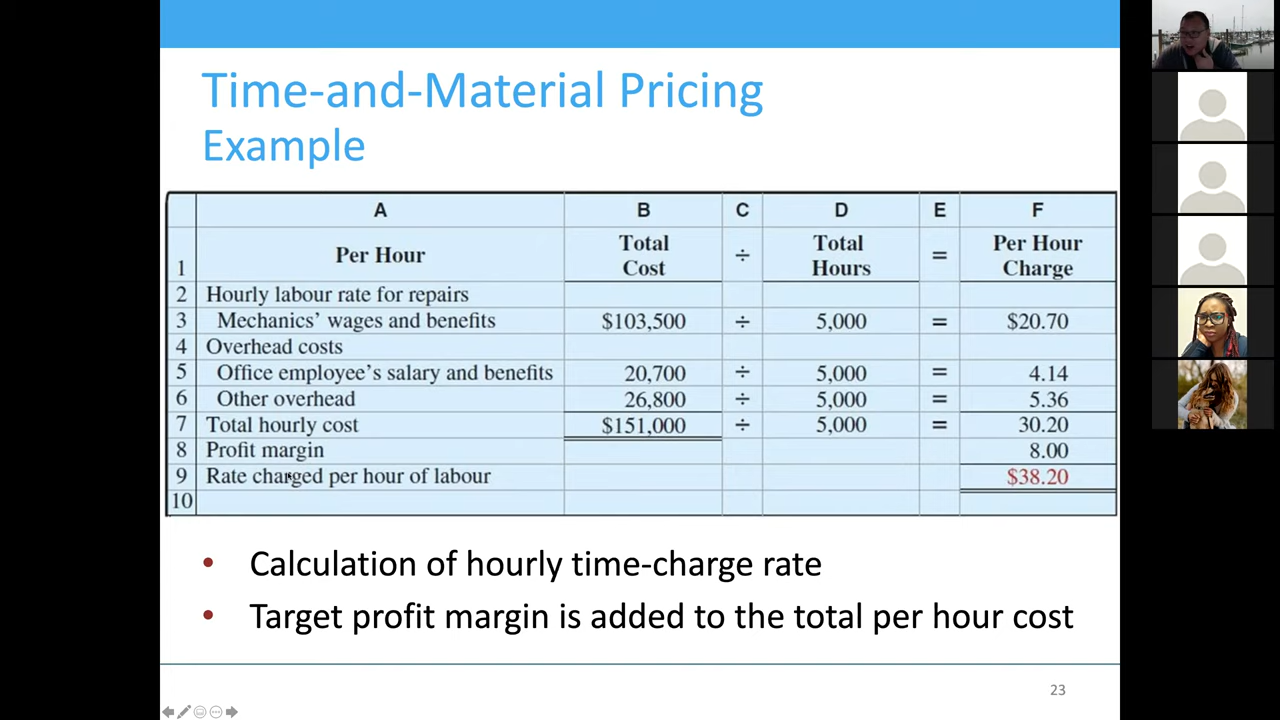 Time-and-Material Pricing
Example
A B C D E F
1 Per Hour Total Cost ÷ Total Hours = Per Hour Charge
2 Hourly labour rate for repairs
3 Mechanics’ wages and benefits $103,500 ÷ 5,000 = $20.70
4 Overhead costs
5 Office employee’s salary and benefits 20,700 ÷ 5,000 = 4.14
6 Other overhead 26,800 ÷ 5,000 = 5.36
7 Total hourly cost $151,000 ÷ 5,000 = 30.20
8 Profit margin 8.00
9 Rate charged per hour of labour $38.20
10
• Calculation of hourly time-charge rate
• Target profit margin is added to the total per hour cost
23